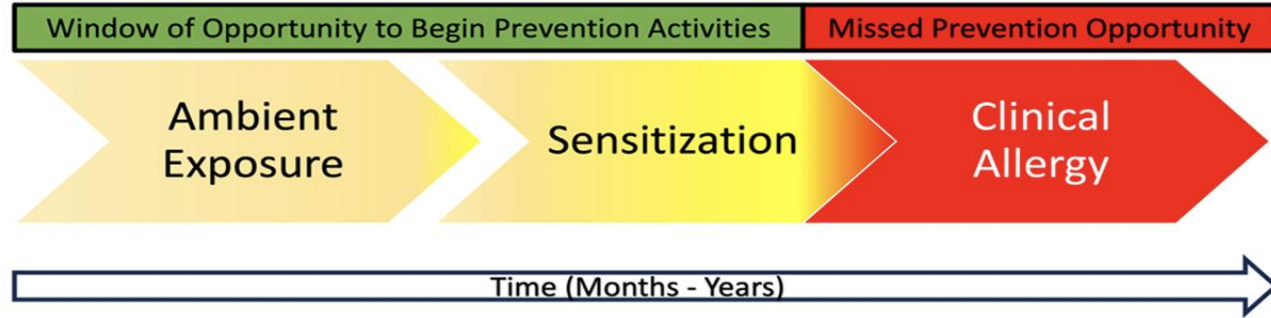 Window of Opportunity to Begin Prevention Activities
Missed Prevention Opportunity
Ambient
Exposure
Sensitization
Clinical
Allergy
Time (Months - Years)